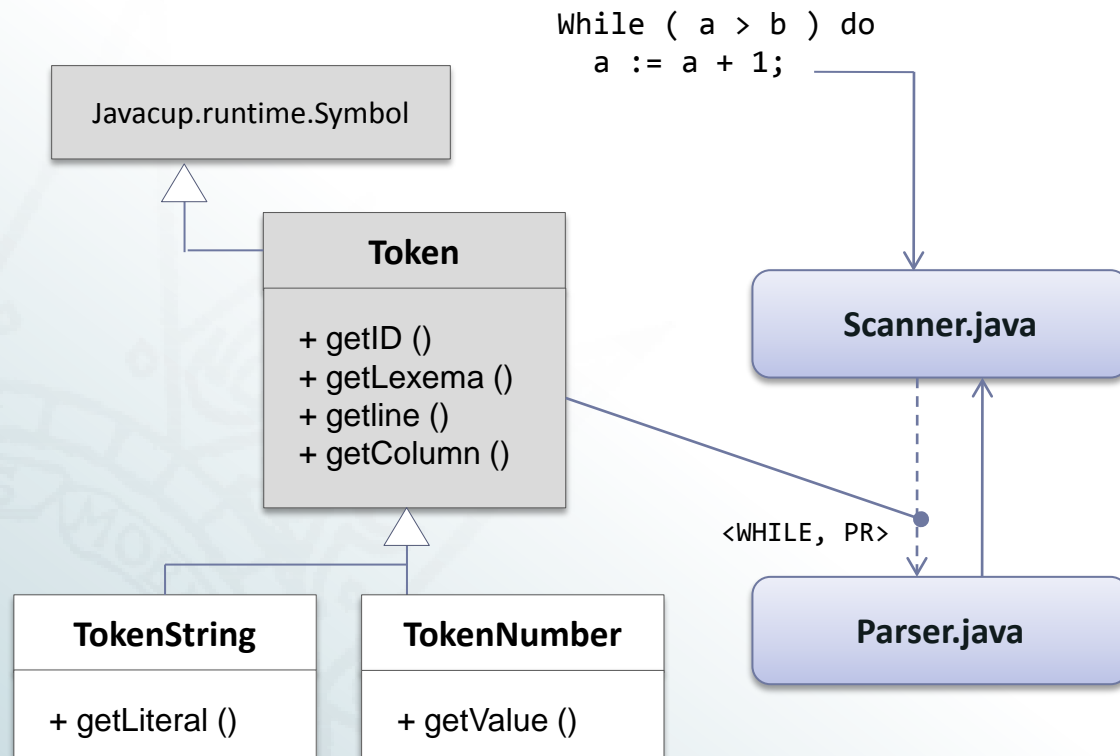 While ( a > b ) do
a := a + 1;
Javacup.runtime.Symbol
Token
+ getID ()
+ getLexema ()
+ getline ()
+ getColumn ()
Scanner.java
<WHILE, PR>
Parser.java
TokenString
+ getLiteral ()
TokenNumber
+ getValue ()